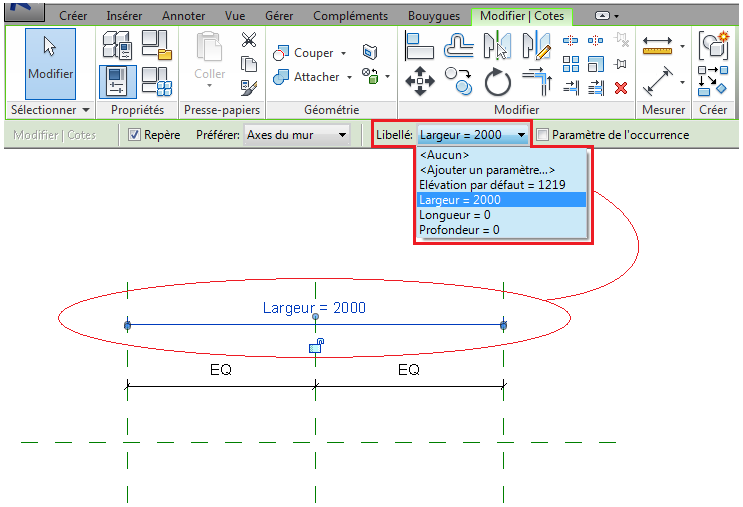 Créer Insérer Annoter Vue Gérer Compléments Bouygues Modifier | Cotes
Modifier
Coller
Couper
Attacher
Sélectionner Propriétés Presse-papiers Géométrie Modifier Mesurer Créer
Modifier | Cotes Repère Préférer: Axes du mur Libellé: Largeur = 2000 Paramètre de l'occurrence
<Aucun>
<Ajouter un paramètre...>
Elévation par défaut = 1219
Largeur = 2000
Longueur = 0
Profondeur = 0
Largeur = 2000
EQ EQ